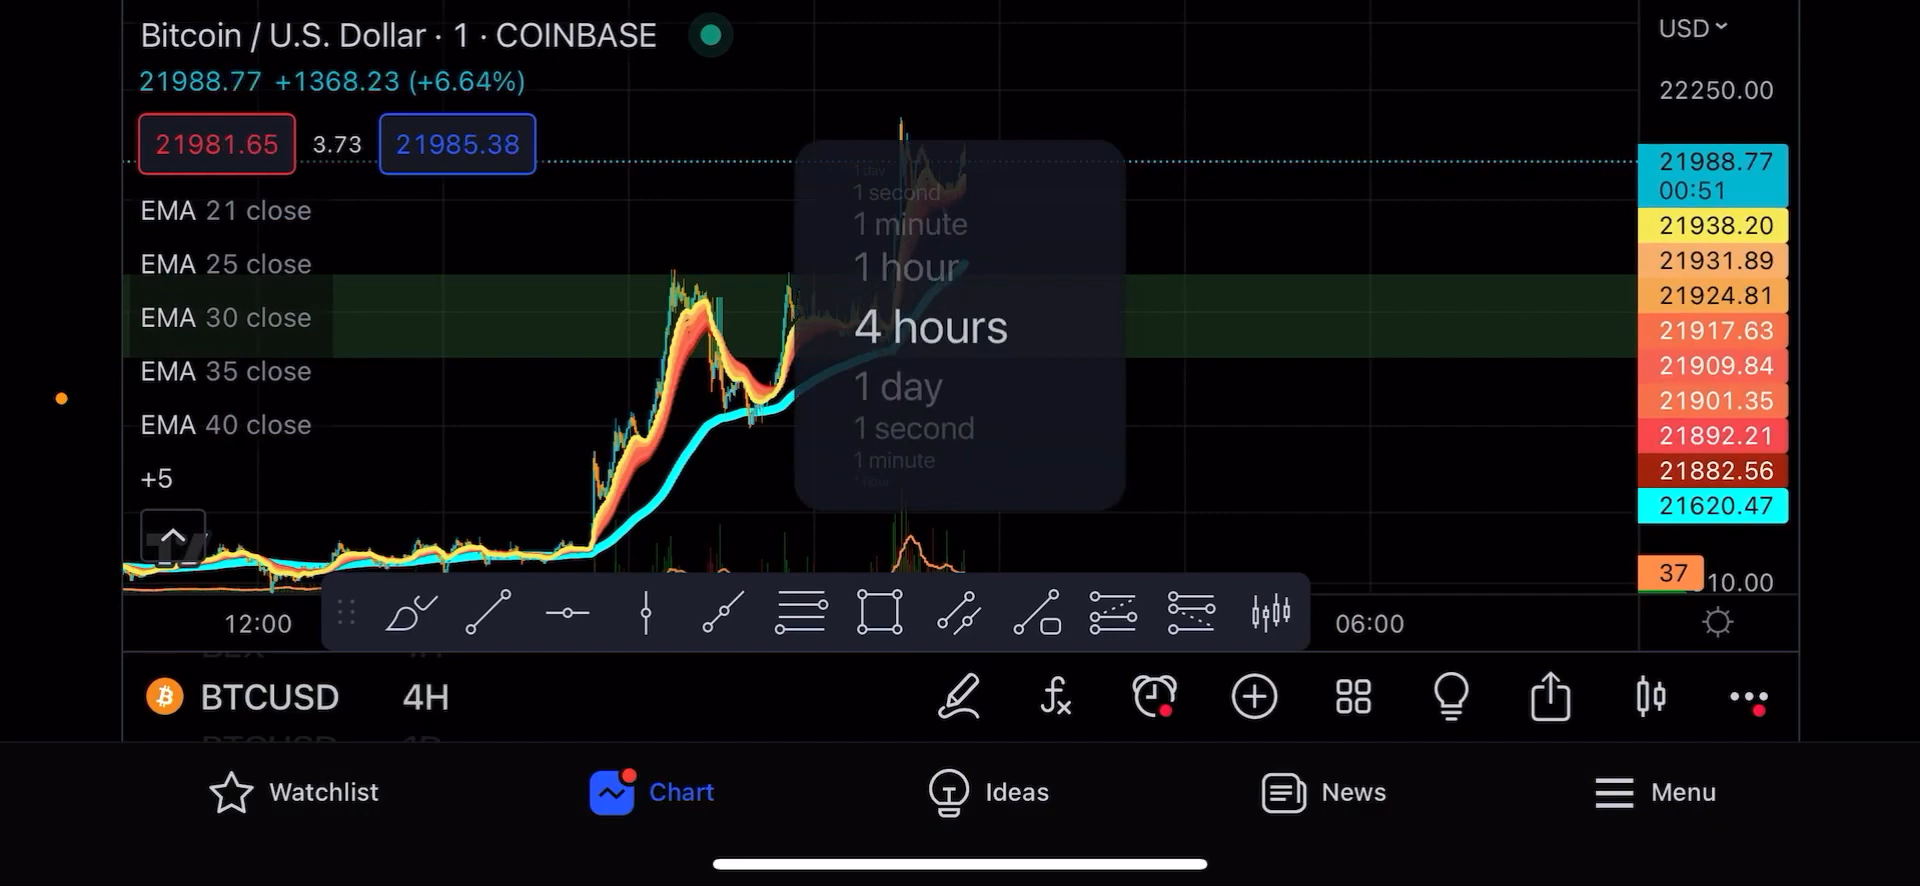 Bitcoin / U.S. Dollar · 1 · COINBASE
USD
21988.77 +1368.23 (+6.64%)
22250.00
21981.65 3.73 21985.38
21988.77
00:51
EMA 21 close
EMA 25 close
EMA 30 close
EMA 35 close
EMA 40 close
+5
1 day
1 second
1 minute
1 hour
4 hours
1 day
1 second
1 minute
1 hour
21938.20
21931.89
21924.81
21917.63
21909.84
21901.35
21892.21
21882.56
21620.47
37
10.00
12:00
06:00
BTCUSD 4H
Watchlist
Chart
Ideas
News
Menu